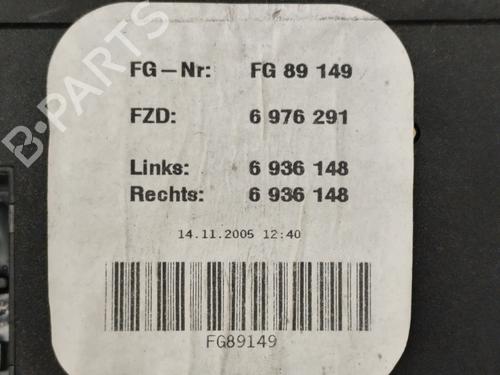 B-PARTS
FG-Nr: FG 89 149
FZD: 6 976 291
Links: 6 936 148
Rechts: 6 936 148
14.11.2005 12:40
FG89149